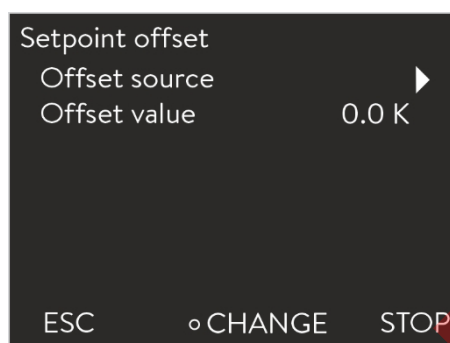 Setpoint offset
Offset source
Offset value 0.0 K
ESC ○ CHANGE STOP